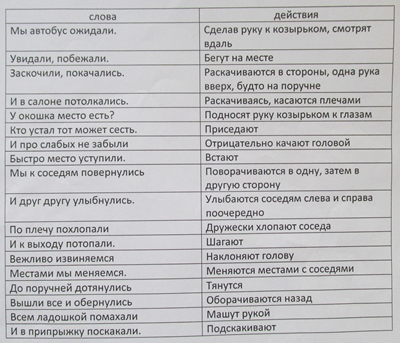 слова действия
Мы автобус ожидали. Сделав руку к козырьком, смотрят
вдаль
Увидали, побежали. Бегут на месте
Заскочили, покачались. Раскачиваются в стороны, одна рука
вверх, будто на поручне
И в салоне потолкались. Раскачиваясь, касаются плечами
У окошка место есть? Подносят руку козырьком к глазам
Кто устал тот может сесть. Приседают
И про слабых не забыли Отрицательно качают головой
Быстро место уступили. Встают
Мы к соседям повернулись Поворачиваются в одну, затем в
другую сторону
И друг другу улыбнулись. Улыбаются соседям слева и справа
поочередно
По плечу похлопали Дружески хлопают соседа
И к выходу потопали. Шагают
Вежливо извиняемся Наклоняют голову
Местами мы меняемся. Меняются местами с соседями
До поручней дотянулись Тянутся
Вышли все и обернулись Оборачиваются назад
Всем ладошкой помахали Машут рукой
И в припрыжку поскакали. Подскакивают